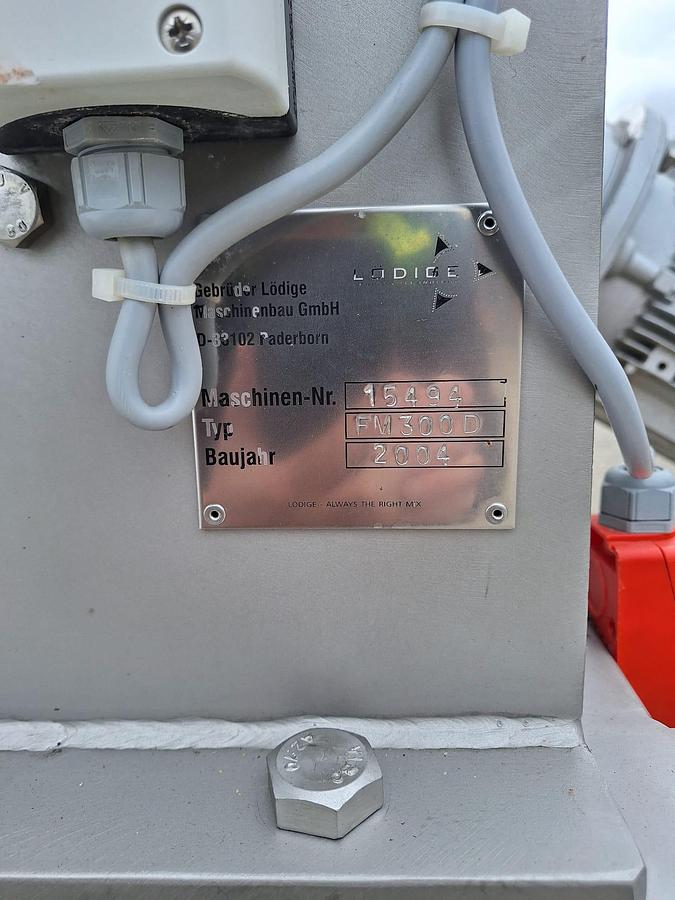 LÖDIGE
Gebrüder Lödige
Maschinenbau GmbH
D-33102 Paderborn
Maschinen-Nr. 15494
Typ FM300D
Baujahr 2004
LÖDIGE - ALWAYS THE RIGHT MIX